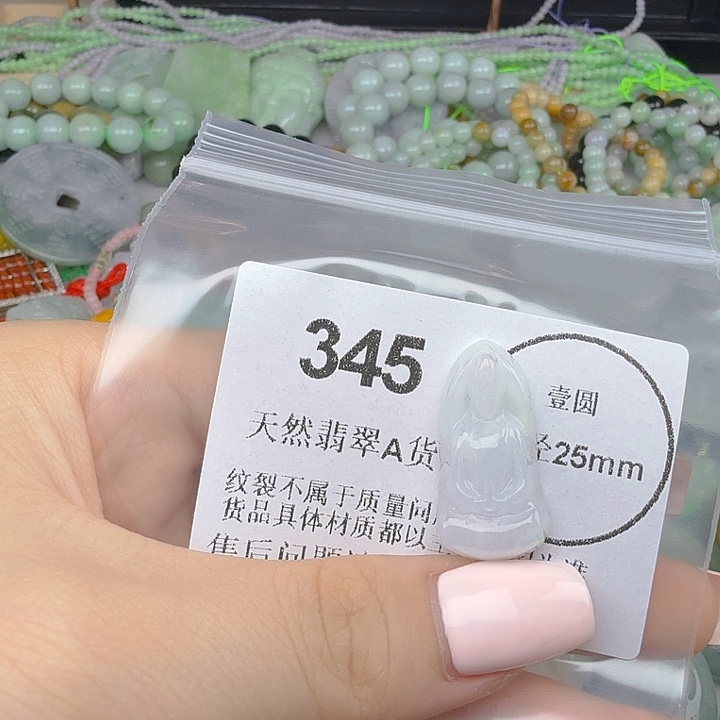 345
壹圆
天然翡翠A货
径25mm
纹裂不属于质量问
货品具体材质都以
售后问题